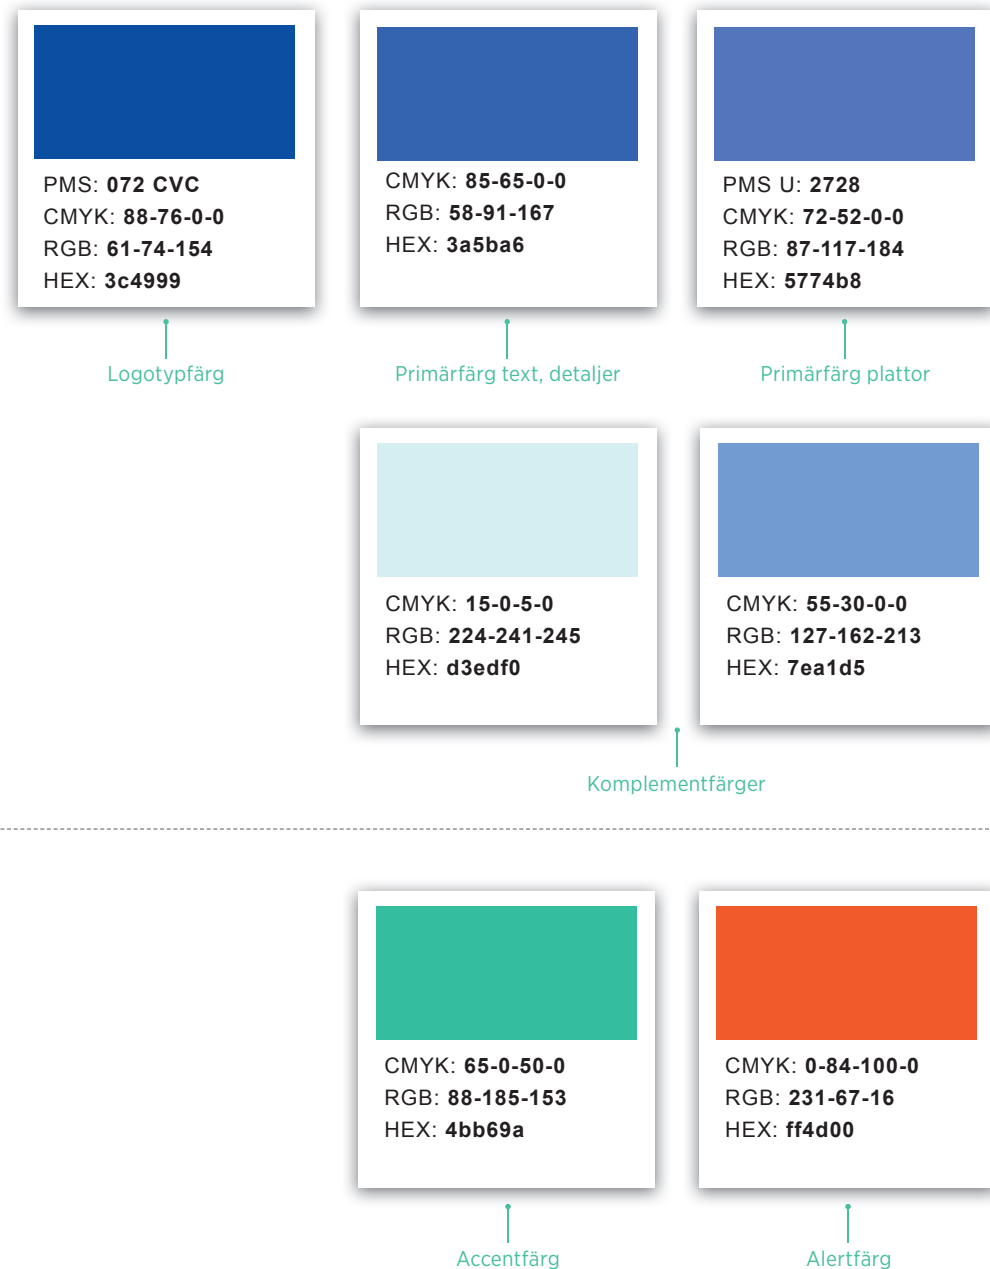 PMS: 072 CVC
CMYK: 88-76-0-0
RGB: 61-74-154
HEX: 3c4999
Logotypfärg
CMYK: 85-65-0-0
RGB: 58-91-167
HEX: 3a5ba6
Primärfärg text, detaljer
PMS U: 2728
CMYK: 72-52-0-0
RGB: 87-117-184
HEX: 5774b8
Primärfärg plattor
CMYK: 15-0-5-0
RGB: 224-241-245
HEX: d3edf0
CMYK: 55-30-0-0
RGB: 127-162-213
HEX: 7ea1d5
Komplementfärger
CMYK: 65-0-50-0
RGB: 88-185-153
HEX: 4bb69a
Accentfärg
CMYK: 0-84-100-0
RGB: 231-67-16
HEX: ff4d00
Alertfärg